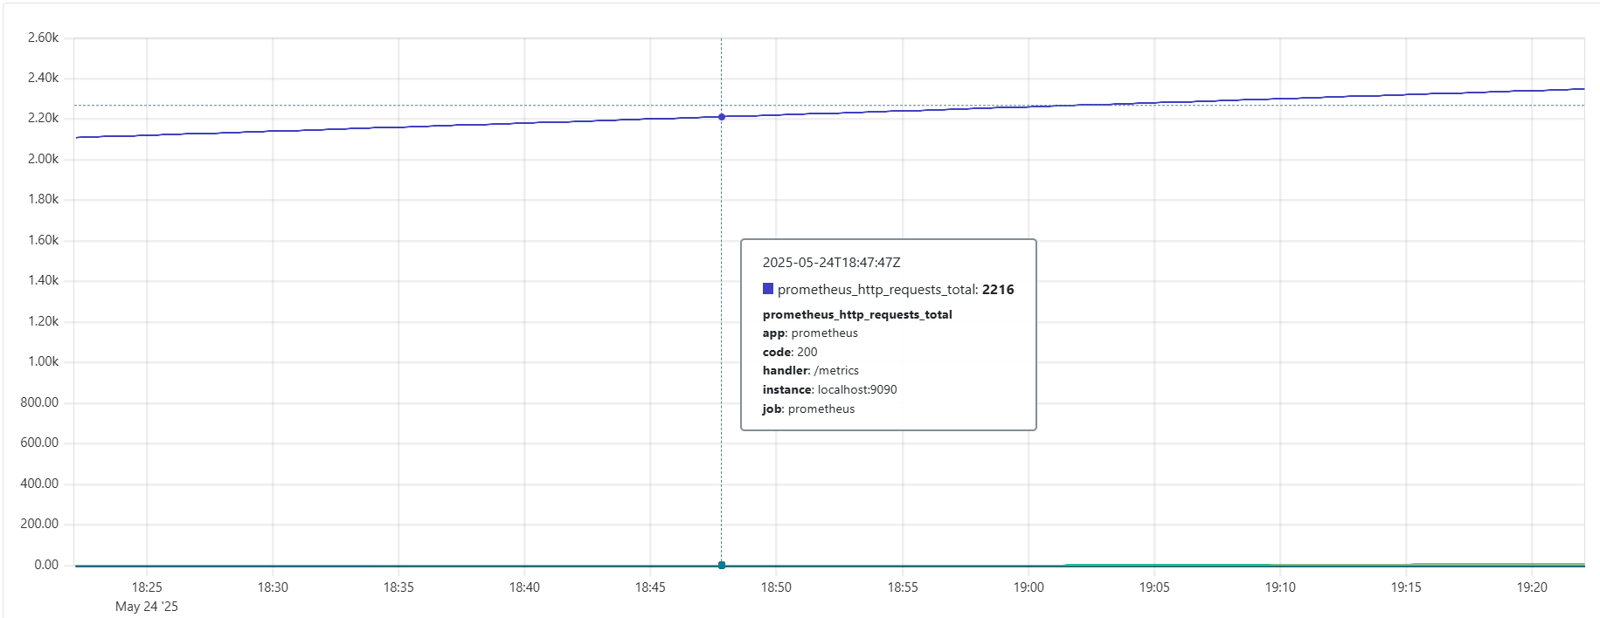 2.60k
2.40k
2.20k
2.00k
1.80k
1.60k
1.40k
1.20k
1.00k
800.00
600.00
400.00
200.00
0.00
2025-05-24T18:47:47Z
prometheus_http_requests_total: 2216
prometheus_http_requests_total
app: prometheus
code: 200
handler: /metrics
instance: localhost:9090
job: prometheus
18:25 18:30 18:35 18:40 18:45 18:50 18:55 19:00 19:05 19:10 19:15 19:20
May 24 '25